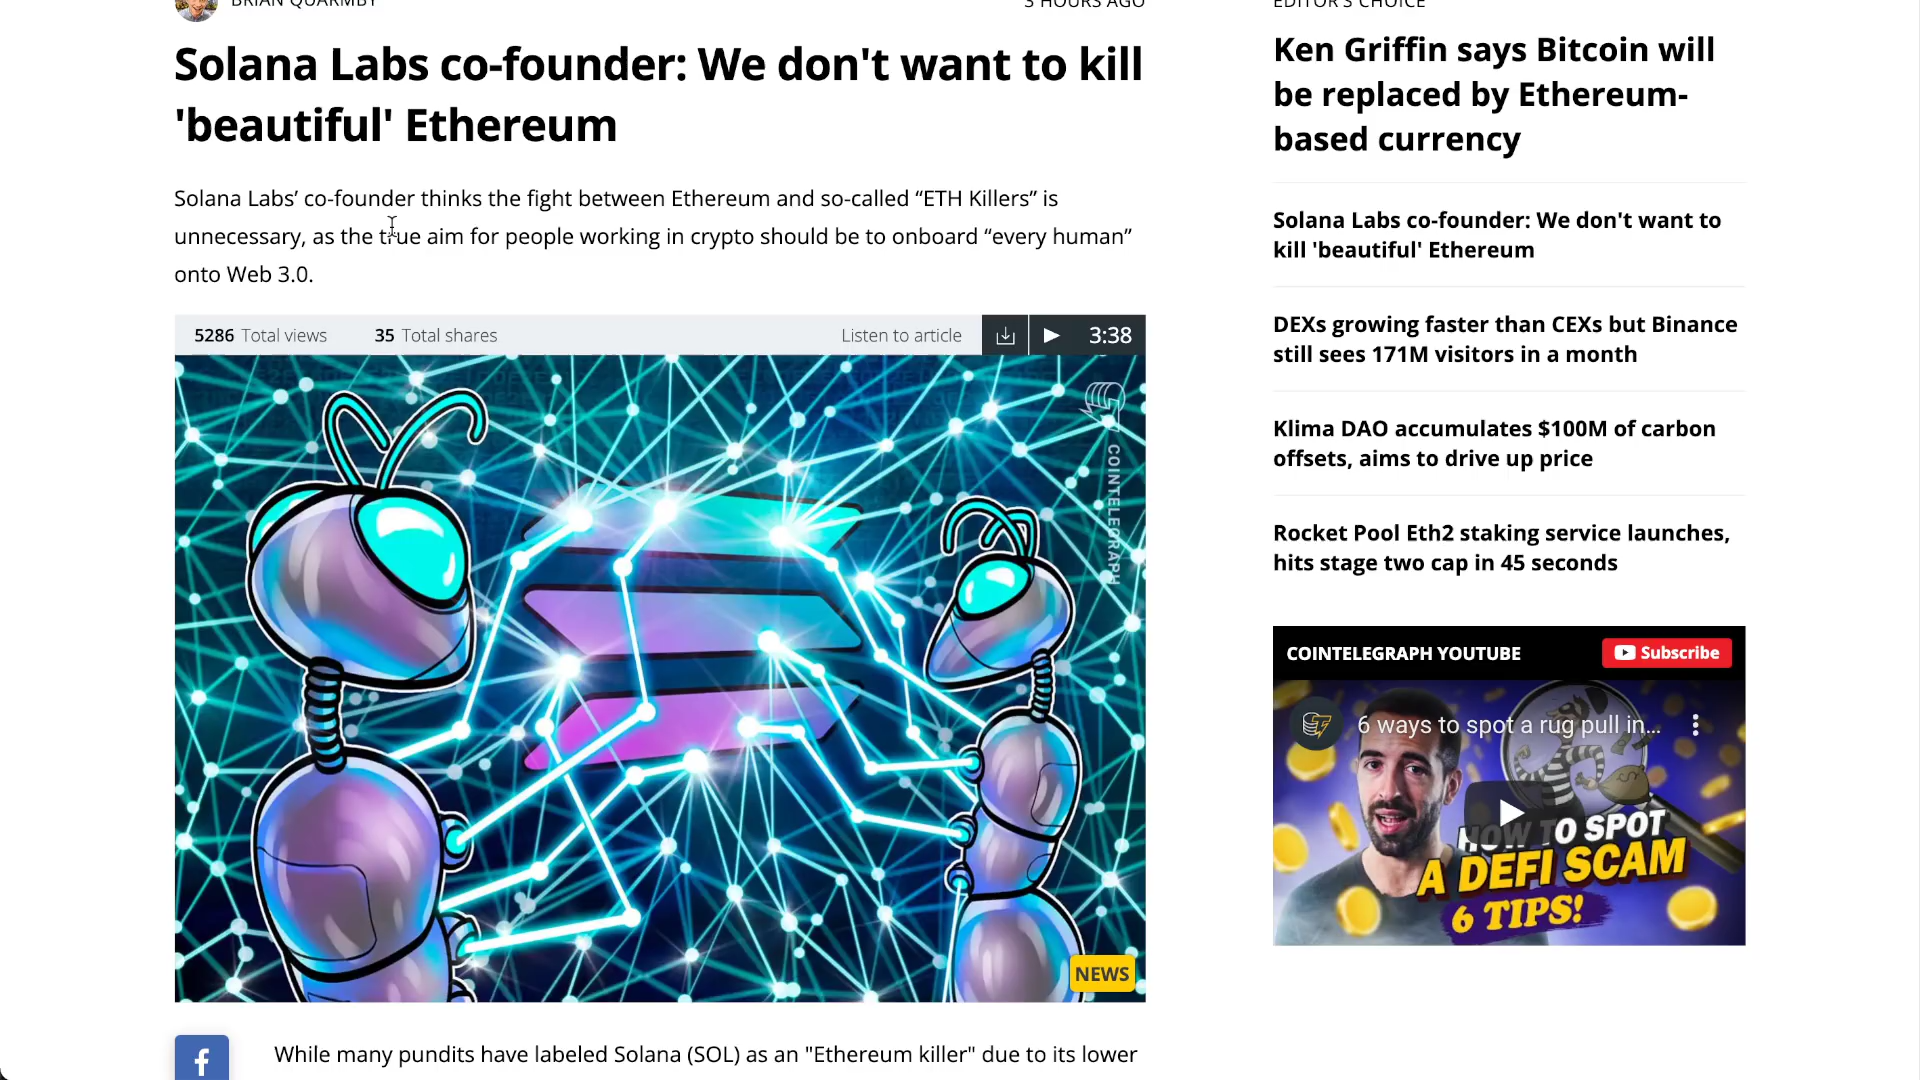 BRIAN QUARMBY
3 HOURS AGO
Solana Labs co-founder: We don't want to kill
'beautiful' Ethereum
Solana Labs’ co-founder thinks the fight between Ethereum and so-called “ETH Killers” is
unnecessary, as the true aim for people working in crypto should be to onboard “every human”
onto Web 3.0.
5286 Total views 35 Total shares
Listen to article
3:38
COINTELEGRAPH
NEWS
While many pundits have labeled Solana (SOL) as an "Ethereum killer" due to its lower
EDITOR'S CHOICE
Ken Griffin says Bitcoin will
be replaced by Ethereum-
based currency
Solana Labs co-founder: We don't want to
kill 'beautiful' Ethereum
DEXs growing faster than CEXs but Binance
still sees 171M visitors in a month
Klima DAO accumulates $100M of carbon
offsets, aims to drive up price
Rocket Pool Eth2 staking service launches,
hits stage two cap in 45 seconds
COINTELEGRAPH YOUTUBE
Subscribe
6 ways to spot a rug pull in...
HOW TO SPOT
A DEFI SCAM
6 TIPS!